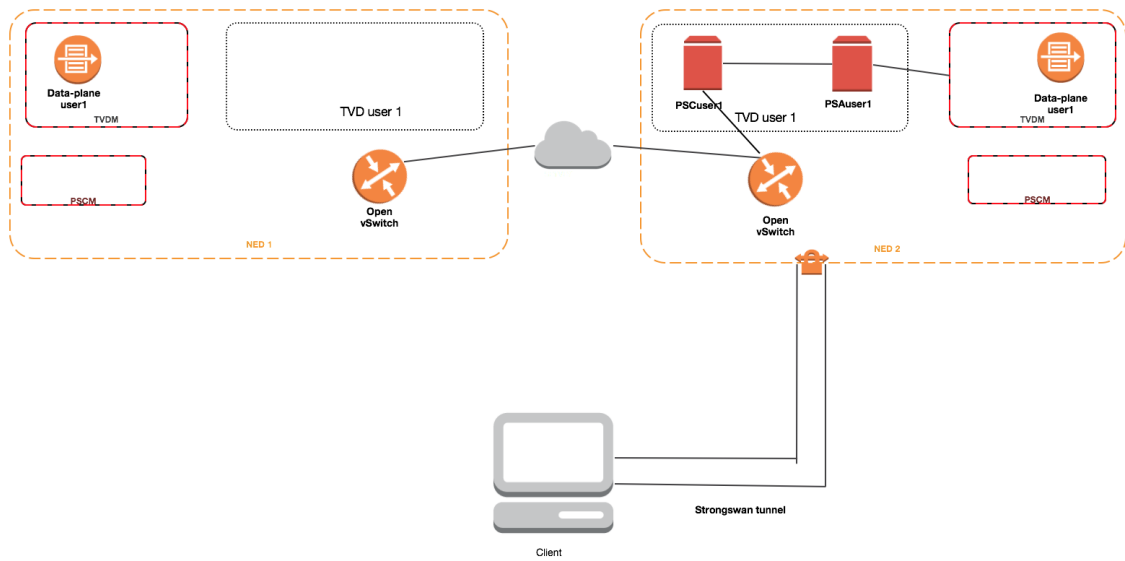 Data-plane
user1
TVDM
TVD user 1
PSCM
Open
vSwitch
NED 1
PSCuser1
PSAuser1
TVD user 1
Data-plane
user1
TVDM
Open
vSwitch
PSCM
NED 2
Strongswan tunnel
Client